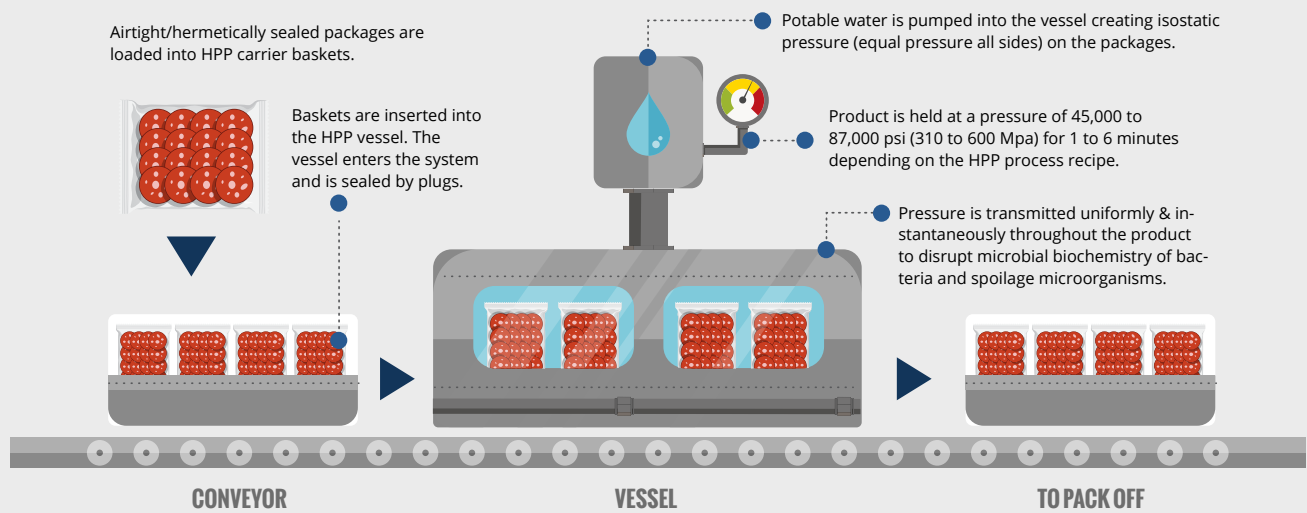 Airtight/hermetically sealed packages are
loaded into HPP carrier baskets.
Baskets are inserted into
the HPP vessel. The
vessel enters the system
and is sealed by plugs.
Potable water is pumped into the vessel creating isostatic
pressure (equal pressure all sides) on the packages.
Product is held at a pressure of 45,000 to
87,000 psi (310 to 600 Mpa) for 1 to 6 minutes
depending on the HPP process recipe.
Pressure is transmitted uniformly & in-
stantaneously throughout the product
to disrupt microbial biochemistry of bac-
teria and spoilage microorganisms.
CONVEYOR
VESSEL
TO PACK OFF